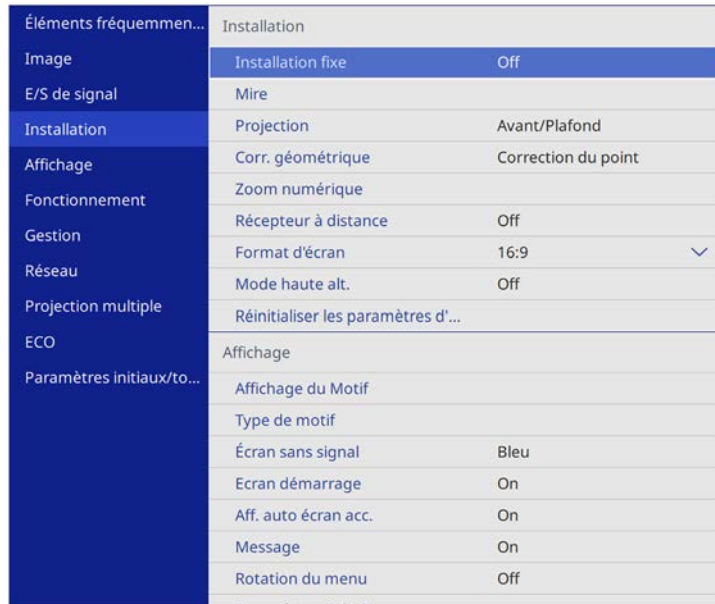 Éléments fréquemmen...
Image
E/S de signal
Installation
Affichage
Fonctionnement
Gestion
Réseau
Projection multiple
ECO
Paramètres initiaux/to...
Installation
Installation fixe Off
Mire
Projection Avant/Plafond
Corr. géométrique Correction du point
Zoom numérique
Récepteur à distance Off
Format d'écran 16:9
Mode haute alt. Off
Réinitialiser les paramètres d'...
Affichage
Affichage du Motif
Type de motif
Écran sans signal Bleu
Ecran démarrage On
Aff. auto écran acc. On
Message On
Rotation du menu Off